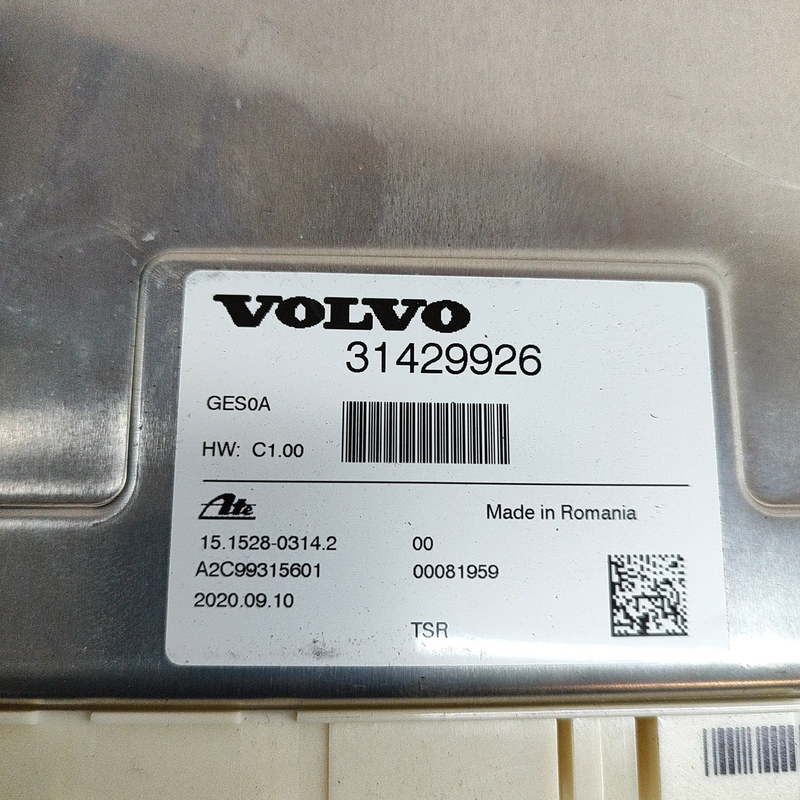 VOLVO
31429926
GES0A
HW: C1.00
Ate
Made in Romania
15.1528-0314.2 00
A2C99315601 00081959
2020.09.10
TSR